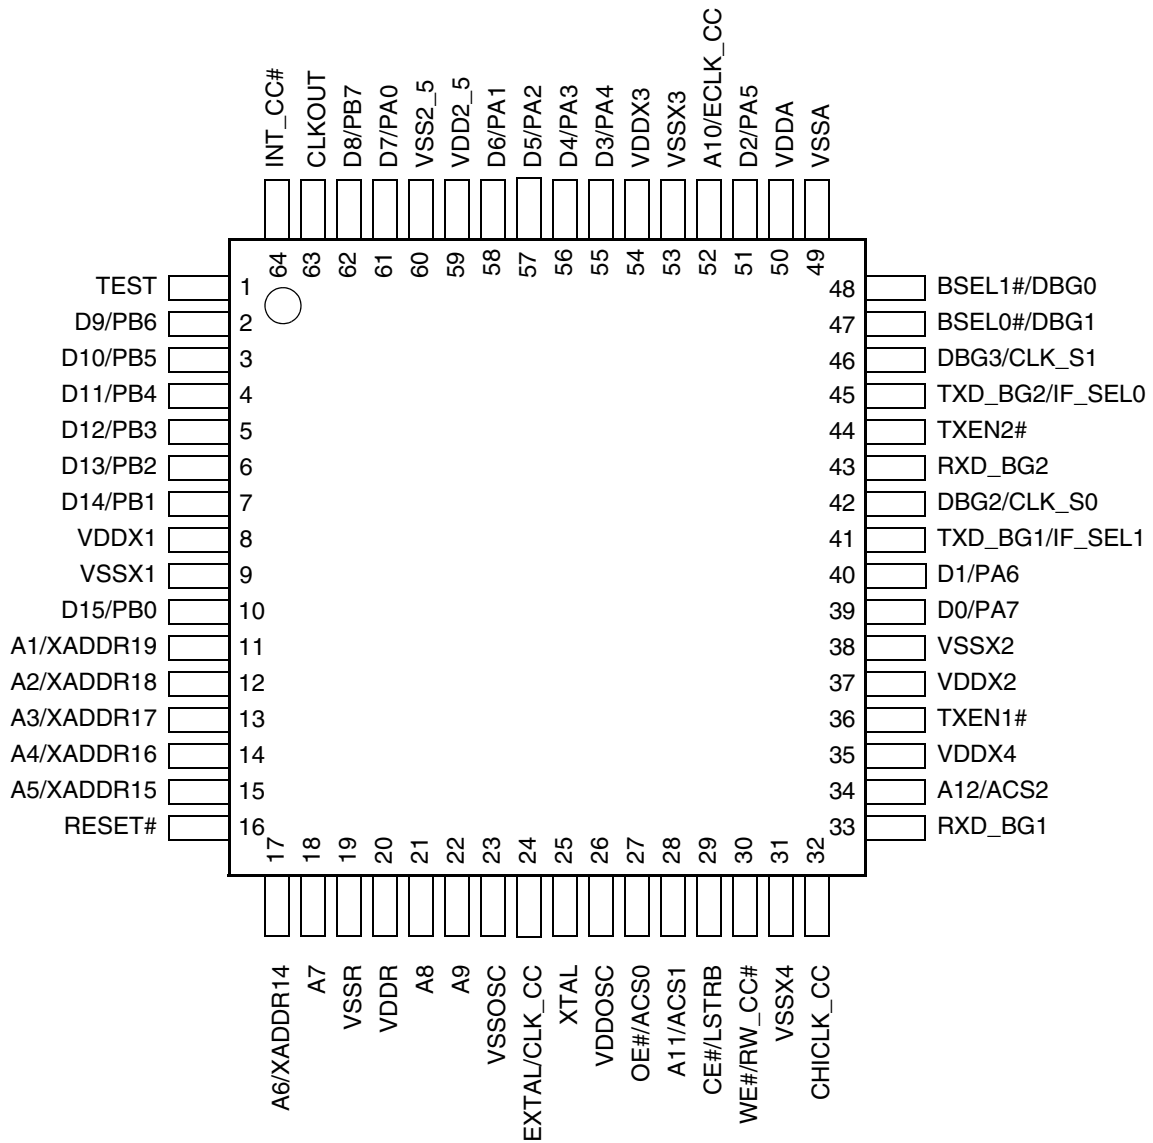 INT_CC#
CLKOUT
D8/PB7
D7/PA0
VSS2_5
VDD2_5
D6/PA1
D5/PA2
D4/PA3
D3/PA4
VDDX3
VSSX3
A10/ECLK_CC
D2/PA5
VDDA
VSSA
64
63
62
61
60
59
58
57
56
55
54
53
52
51
50
49
TEST 1
D9/PB6 2
D10/PB5 3
D11/PB4 4
D12/PB3 5
D13/PB2 6
D14/PB1 7
VDDX1 8
VSSX1 9
D15/PB0 10
A1/XADDR19 11
A2/XADDR18 12
A3/XADDR17 13
A4/XADDR16 14
A5/XADDR15 15
RESET# 16
48 BSEL1#/DBG0
47 BSEL0#/DBG1
46 DBG3/CLK_S1
45 TXD_BG2/IF_SEL0
44 TXEN2#
43 RXD_BG2
42 DBG2/CLK_S0
41 TXD_BG1/IF_SEL1
40 D1/PA6
39 D0/PA7
38 VSSX2
37 VDDX2
36 TXEN1#
35 VDDX4
34 A12/ACS2
33 RXD_BG1
17
18
19
20
21
22
23
24
25
26
27
28
29
30
31
32
A6/XADDR14
A7
VSSR
VDDR
A8
A9
VSSOSC
EXTAL/CLK_CC
XTAL
VDDOSC
OE#/ACS0
A11/ACS1
CE#/LSTRB
WE#/RW_CC#
VSSX4
CHICLK_CC